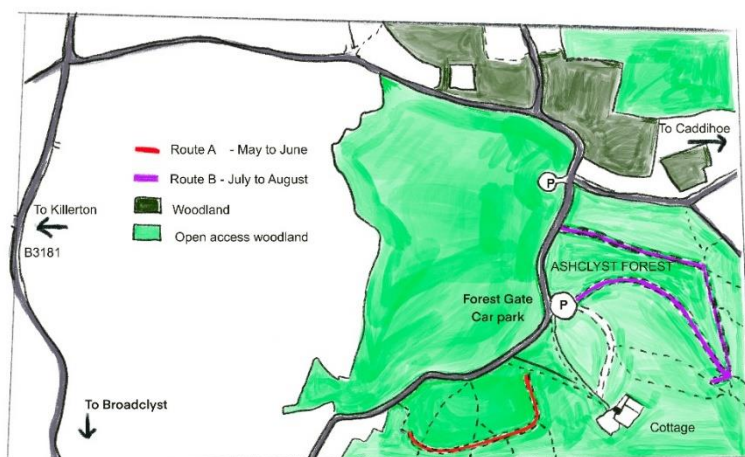 Route A - May to June
Route B - July to August
Woodland
Open access woodland
To Killerton
B3181
To Broadclyst
To Caddihoe
P
ASHCLYST FOREST
Forest Gate
Car park
P
Cottage